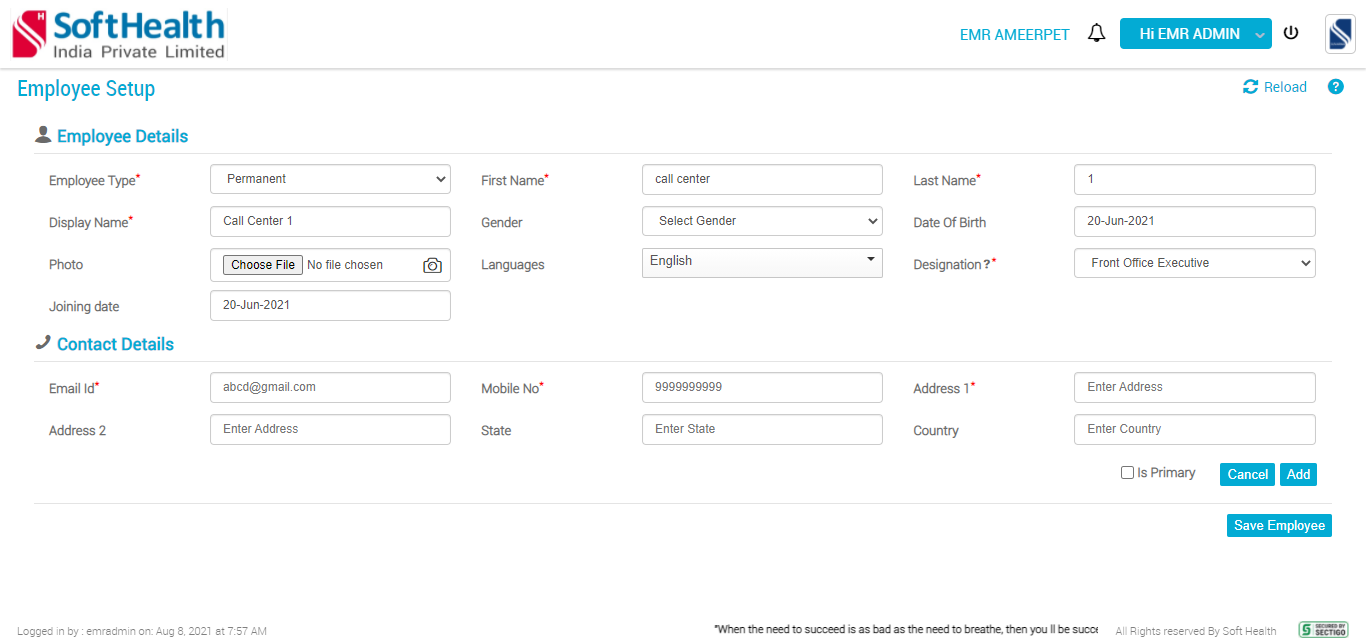 H
SoftHealth
India Private Limited
EMR AMEERPET
Hi EMR ADMIN
Employee Setup
Reload
?
Employee Details
Employee Type* Permanent First Name* call center Last Name* 1
Display Name* Call Center 1 Gender Select Gender Date Of Birth 20-Jun-2021
Photo Choose File No file chosen Languages English Designation?* Front Office Executive
Joining date 20-Jun-2021
Contact Details
Email Id* abcd@gmail.com Mobile No* 9999999999 Address 1* Enter Address
Address 2 Enter Address State Enter State Country Enter Country
Is Primary Cancel Add
Save Employee
Logged in by : emradmin on: Aug 8, 2021 at 7:57 AM "When the need to succeed is as bad as the need to breathe, then you ll be succe All Rights reserved By Soft Health
S SECURED BY
SECTIGO